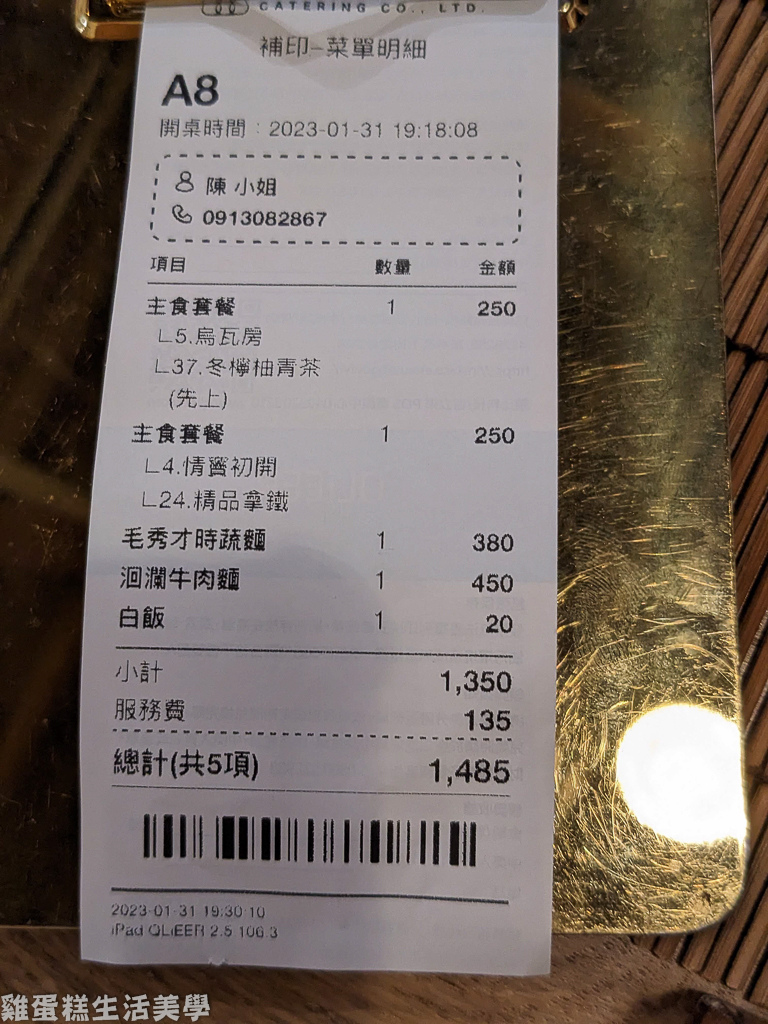 CATERING CO., LTD.
補印-菜單明細
A8
開桌時間：2023-01-31 19:18:08
陳 小姐
0913082867
項目 數量 金額
主食套餐 1 250
∟5.烏瓦房
∟37.冬檸柚青茶
(先上)
主食套餐 1 250
∟4.情竇初開
∟24.精品拿鐵
毛秀才時蔬麵 1 380
洄瀾牛肉麵 1 450
白飯 1 20
小計 1,350
服務費 135
總計(共5項) 1,485
2023-01-31 19:30:10
iPad QLiEER 2.5 106.3
雞蛋糕生活美學